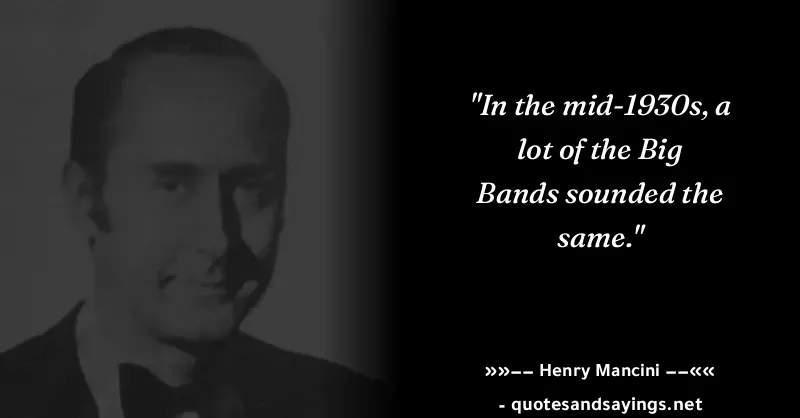 "In the mid-1930s, a
lot of the Big
Bands sounded the
same."
»»–– Henry Mancini ––««
- quotesandsayings.net